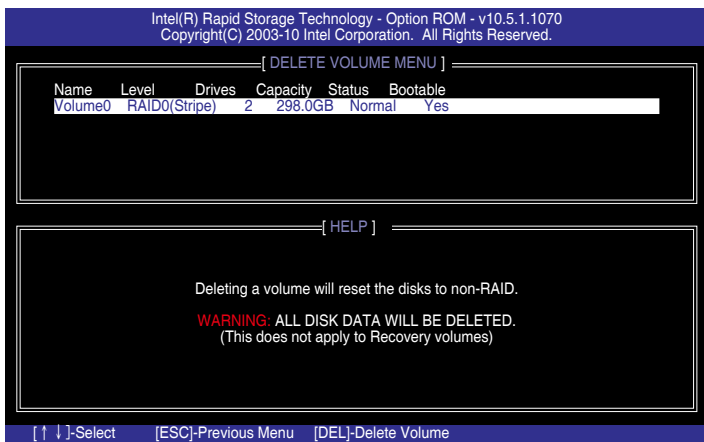 Intel(R) Rapid Storage Technology - Option ROM - v10.5.1.1070
Copyright(C) 2003-10 Intel Corporation. All Rights Reserved.
[ DELETE VOLUME MENU ]
Name Level Drives Capacity Status Bootable
Volume0 RAID0(Stripe) 2 298.0GB Normal Yes
[ HELP ]
Deleting a volume will reset the disks to non-RAID.
WARNING: ALL DISK DATA WILL BE DELETED.
(This does not apply to Recovery volumes)
[↑↓]-Select [ESC]-Previous Menu [DEL]-Delete Volume